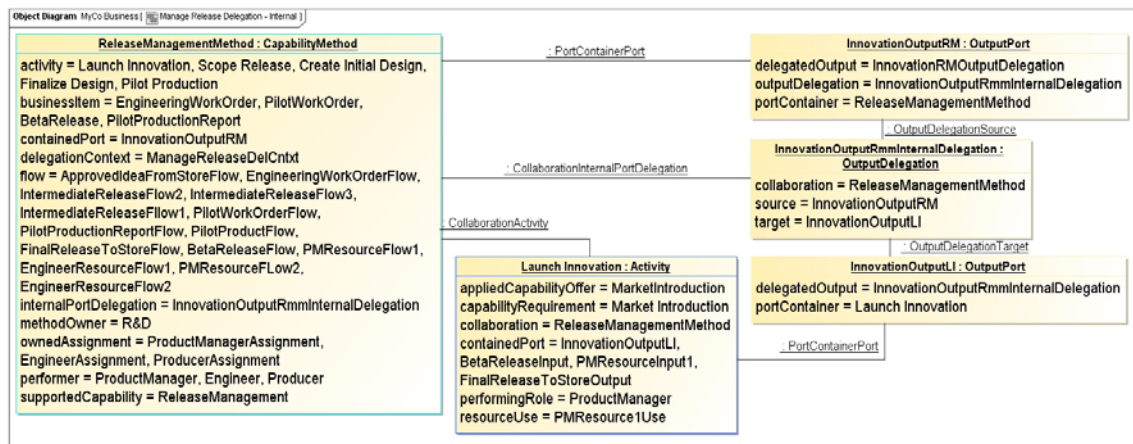 Object Diagram MyCo Business[ Manage Release Delegation - Internal ]
ReleaseManagementMethod : CapabilityMethod
activity = Launch Innovation, Scope Release, Create Initial Design,
Finalize Design, Pilot Production
businessItem = EngineeringWorkOrder, PilotWorkOrder,
BetaRelease, PilotProductionReport
containedPort = InnovationOutputRM
delegationContext = ManageReleaseDelCntxt
flow = ApprovedIdeaFromStoreFlow, EngineeringWorkOrderFlow,
IntermediateReleaseFlow2, IntermediateReleaseFlow3,
IntermediateReleaseFllow1, PilotWorkOrderFlow,
PilotProductionReportFlow, PilotProductFlow,
FinalReleaseToStoreFlow, BetaReleaseFlow, PMResourceFlow1,
EngineerResourceFlow1, PMResourceFLow2,
EngineerResourceFlow2
internalPortDelegation = InnovationOutputRmmInternalDelegation
methodOwner = R&D
ownedAssignment = ProductManagerAssignment,
EngineerAssignment, ProducerAssignment
performer = ProductManager, Engineer, Producer
supportedCapability = ReleaseManagement
: PortContainerPort
InnovationOutputRM : OutputPort
delegatedOutput = InnovationRMOutputDelegation
outputDelegation = InnovationOutputRmmInternalDelegation
portContainer = ReleaseManagementMethod
: OutputDelegationSource
: CollaborationInternalPortDelegation
InnovationOutputRmmInternalDelegation :
OutputDelegation
collaboration = ReleaseManagementMethod
source = InnovationOutputRM
target = InnovationOutputLI
: CollaborationActivity
: OutputDelegationTarget
Launch Innovation : Activity
appliedCapabilityOffer = MarketIntroduction
capabilityRequirement = Market Introduction
collaboration = ReleaseManagementMethod
containedPort = InnovationOutputLI,
BetaReleaseInput, PMResourceInput1,
FinalReleaseToStoreOutput
performingRole = ProductManager
resourceUse = PMResource1Use
InnovationOutputLI : OutputPort
delegatedOutput = InnovationOutputRmmInternalDelegation
portContainer = Launch Innovation
: PortContainerPort